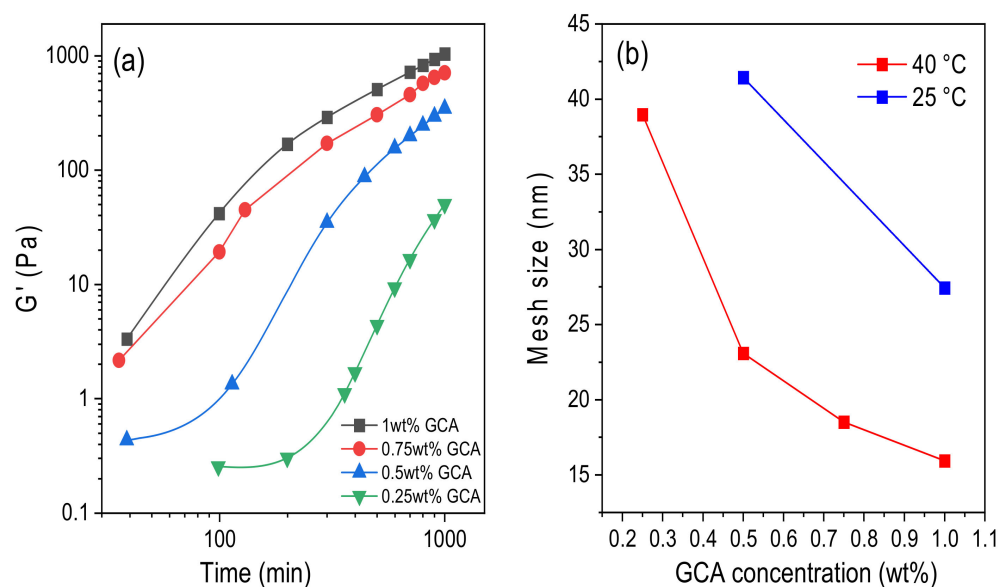 (a)
1000
100
10
1
0.1
G' (Pa)
1wt% GCA
0.75wt% GCA
0.5wt% GCA
0.25wt% GCA
100
1000
Time (min)
(b)
40 °C
25 °C
45
40
35
30
25
20
15
Mesh size (nm)
0.2 0.3 0.4 0.5 0.6 0.7 0.8 0.9 1.0 1.1
GCA concentration (wt%)